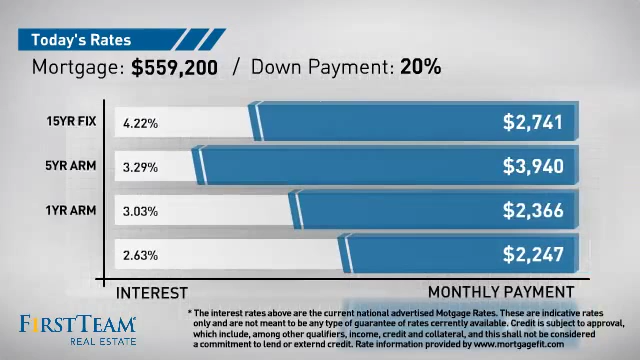 Today's Rates
Mortgage: $559,200 / Down Payment: 20%
15YR FIX 4.22% $2,741
5YR ARM 3.29% $3,940
1YR ARM 3.03% $2,366
2.63% $2,247
INTEREST MONTHLY PAYMENT
FIRSTTEAM®
REAL ESTATE
* The interest rates above are the current national advertised Motgage Rates. These are indicative rates
only and are not meant to be any type of guarantee of rates cerrently available. Credit is subject to approval,
which include, among other qualifiers, income, credit and collateral, and this shall not be considered
a commitment to lend or externd credit. Rate information provided by www.mortgagefit.com